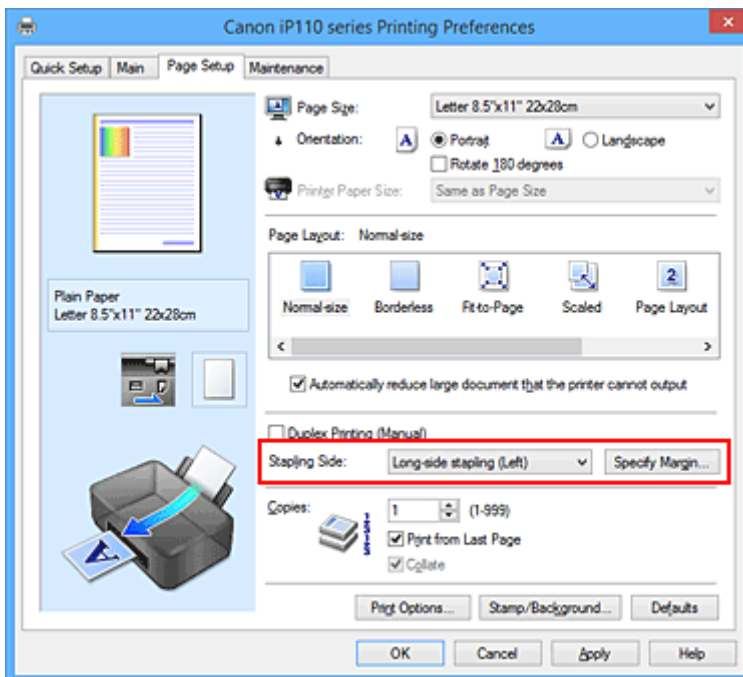 Canon iP110 series Printing Preferences
Quick Setup Main Page Setup Maintenance
Page Size: Letter 8.5"x11" 22x28cm
Orientation: A Portrait A Landscape
Rotate 180 degrees
Printer Paper Size: Same as Page Size
Page Layout: Normal-size
2
Normal-size Borderless Fit-to-Page Scaled Page Layout
Plain Paper
Letter 8.5"x11" 22x28cm
Automatically reduce large document that the printer cannot output
Duplex Printing (Manual)
Stapling Side: Long-side stapling (Left) Specify Margin...
Copies: 1 (1-999)
Print from Last Page
Collate
A
Print Options... Stamp/Background... Defaults
OK Cancel Apply Help